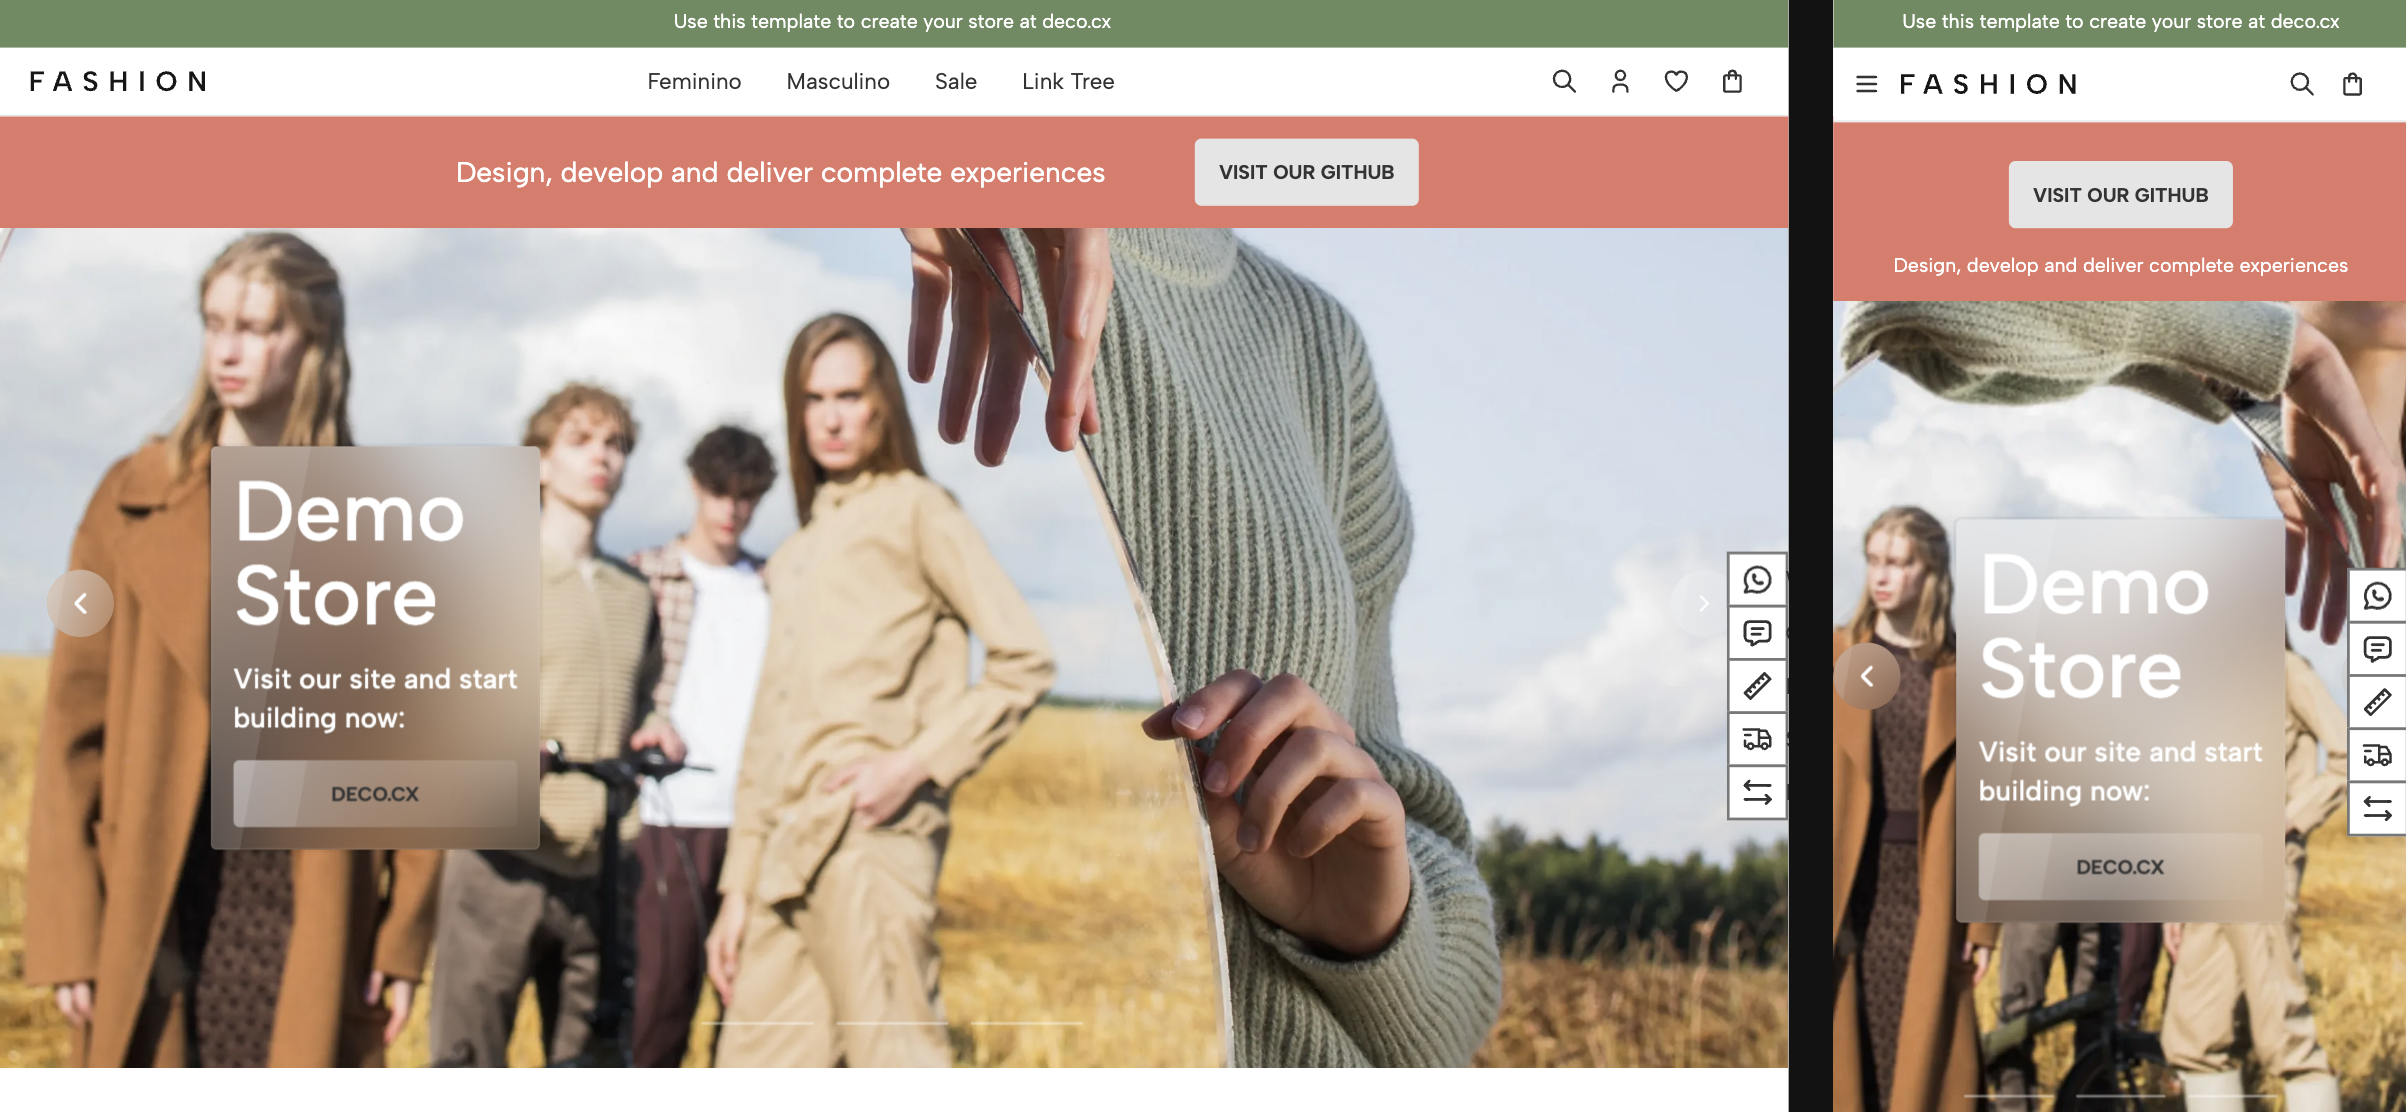 Use this template to create your store at deco.cx
FASHION
Feminino Masculino Sale Link Tree
Design, develop and deliver complete experiences
VISIT OUR GITHUB
Demo
Store
Visit our site and start
building now:
DECO.CX
Use this template to create your store at deco.cx
FASHION
VISIT OUR GITHUB
Design, develop and deliver complete experiences
Demo
Store
Visit our site and start
building now:
DECO.CX